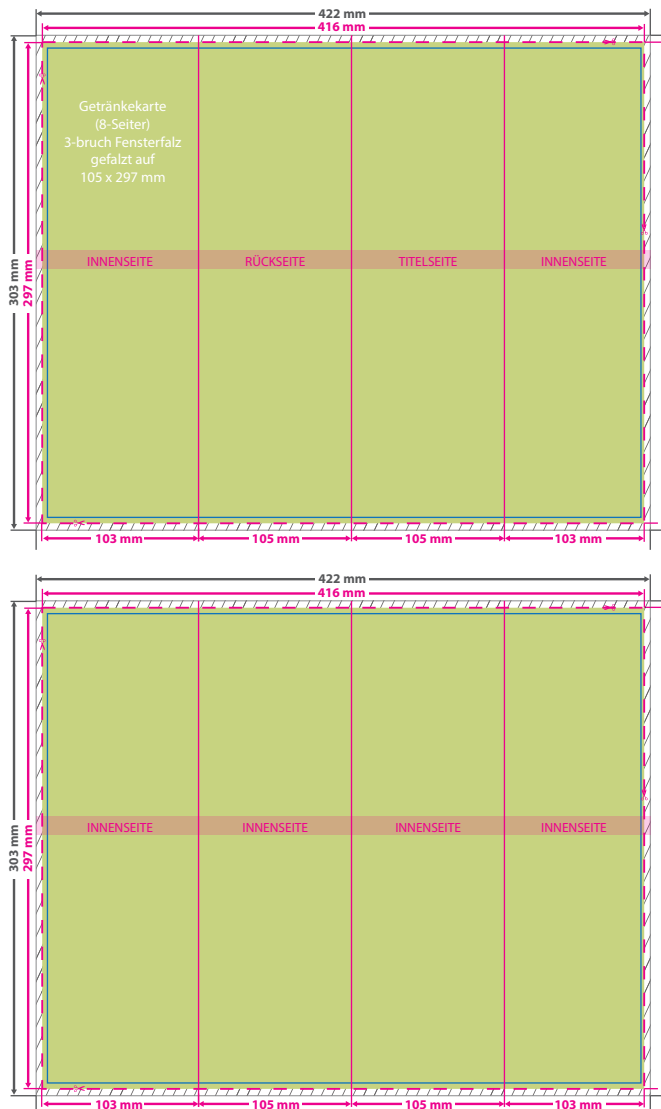 422 mm
416 mm
Getränkekarte
(8-Seiter)
3-bruch Fensterfalz
gefalzt auf
105 x 297 mm
303 mm
297 mm
INNENSEITE
RÜCKSEITE
TITELSEITE
INNENSEITE
103 mm
105 mm
105 mm
103 mm
422 mm
416 mm
303 mm
297 mm
INNENSEITE
INNENSEITE
INNENSEITE
INNENSEITE
103 mm
105 mm
105 mm
103 mm